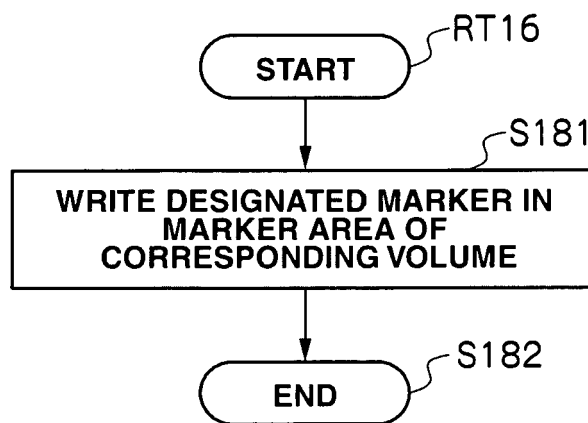 RT16
START
S181
WRITE DESIGNATED MARKER IN
MARKER AREA OF
CORRESPONDING VOLUME
S182
END